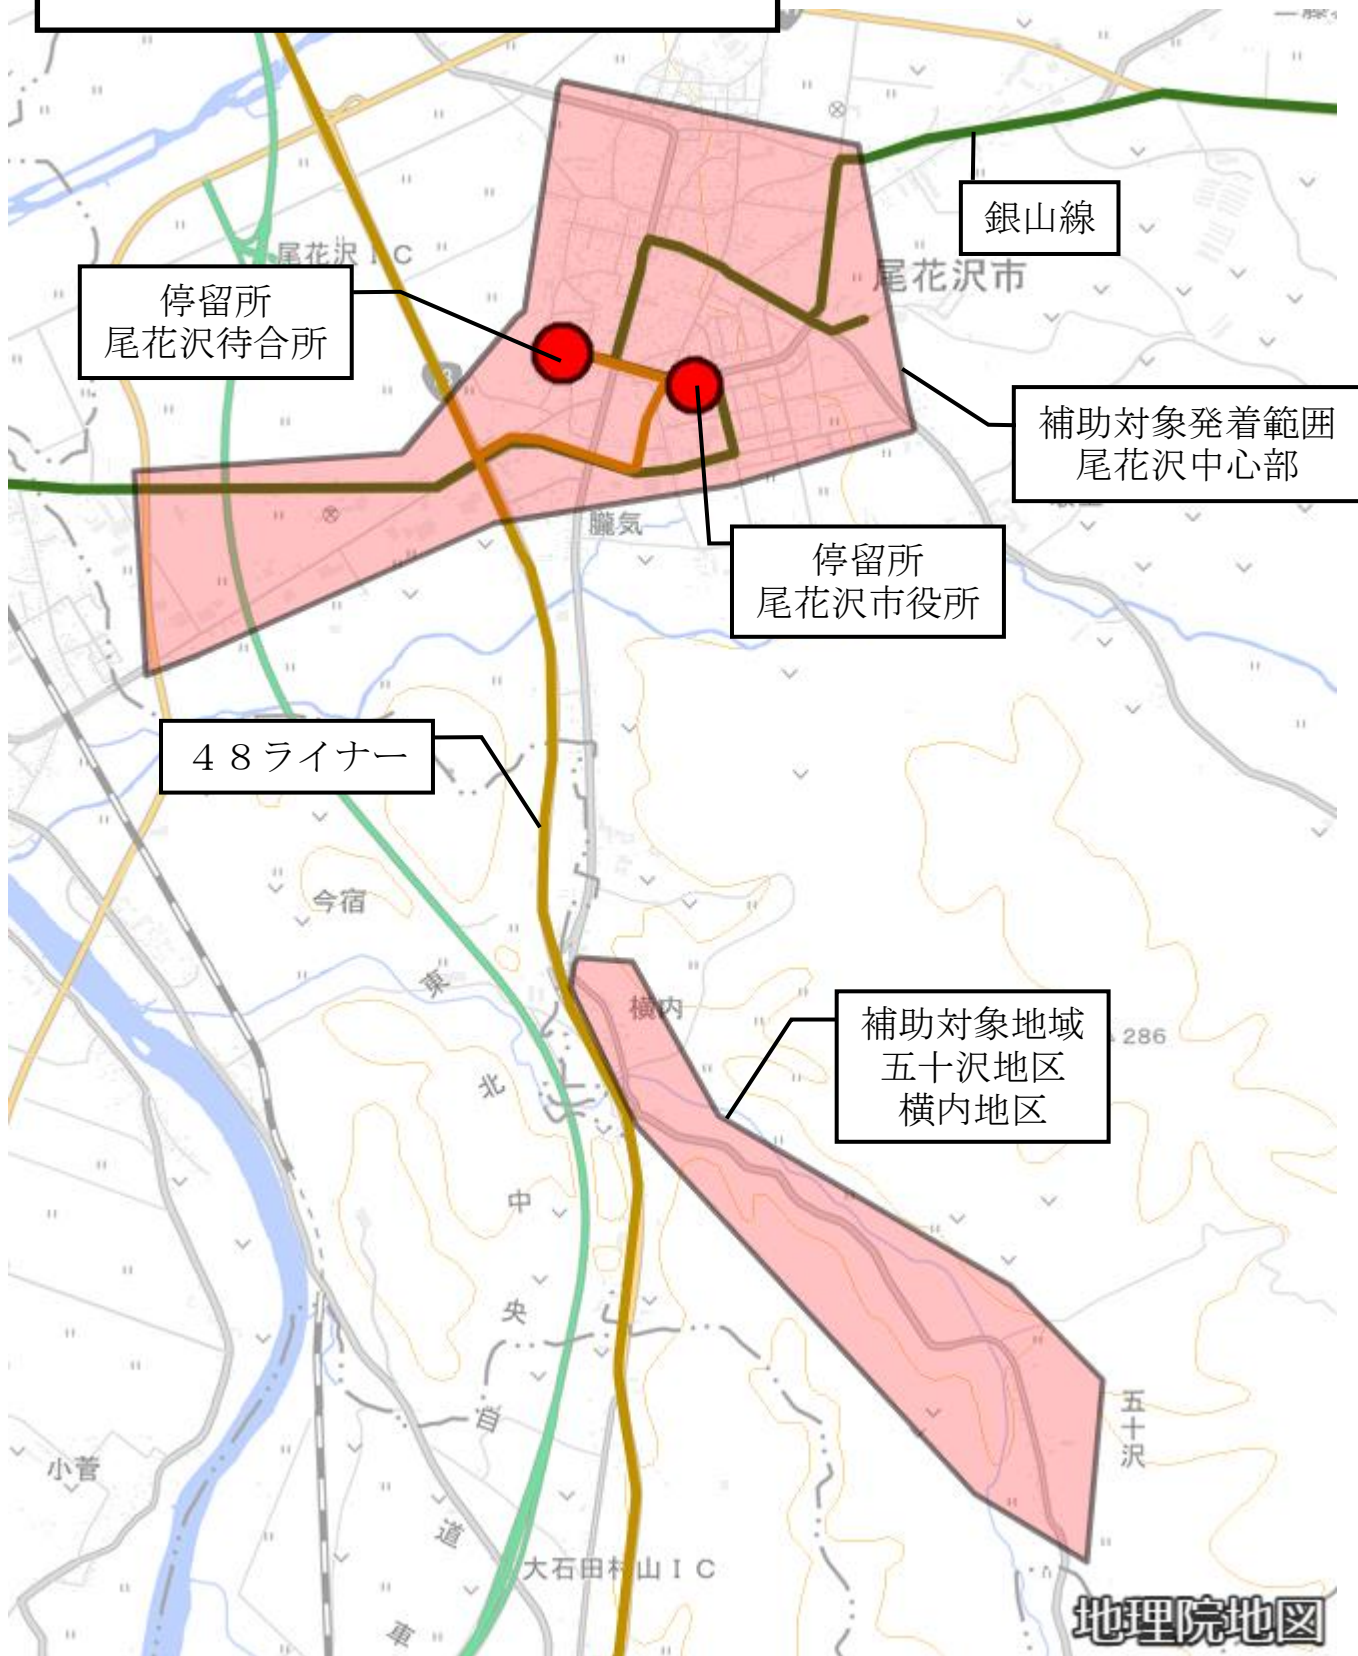 銀山線
尾花沢市
尾花沢ＩＣ
停留所
尾花沢待合所
補助対象発着範囲
尾花沢中心部
朧気
停留所
尾花沢市役所
４８ライナー
今宿
東
北
中
央
自
道
車
横内
補助対象地域
五十沢地区
横内地区
286
五十沢
小菅
大石田村山ＩＣ
地理院地図